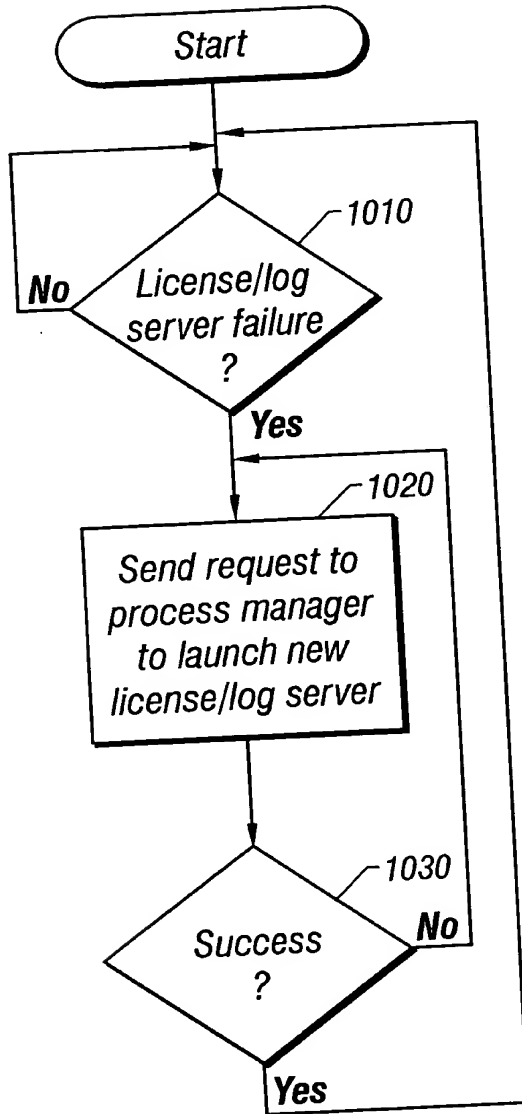 Start
1010
No
License/log
server failure
?
Yes
1020
Send request to
process manager
to launch new
license/log server
1030
Success
?
No
Yes